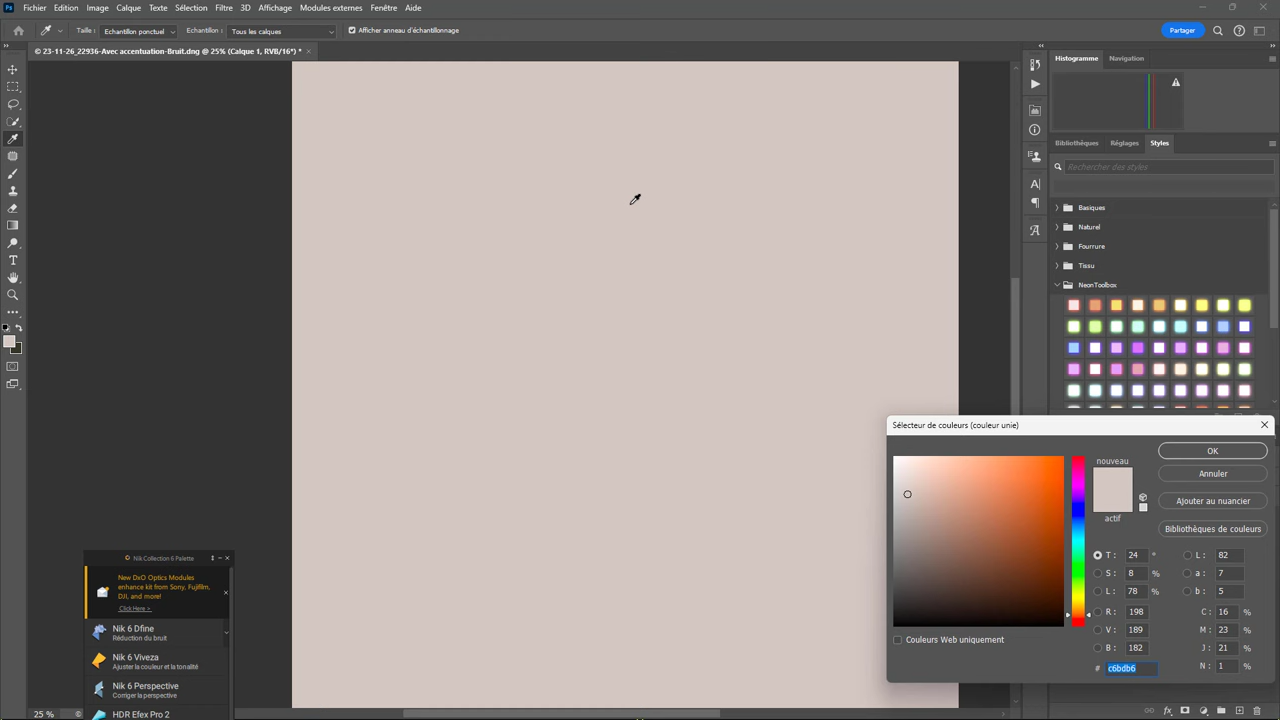 Ps Fichier Edition Image Calque Texte Sélection Filtre 3D Affichage Modules externes Fenêtre Aide
Taille : Echantillon ponctuel Echantillon : Tous les calques Afficher anneau d'échantillonnage Partager
© 23-11-26_22936-Avec accentuation-Bruit.dng @ 25% (Calque 1, RVB/16*) * ×
Histogramme Navigation
Bibliothèques Réglages Styles
Rechercher des styles
Basiques
Naturel
Fourrure
Tissu
NeonToolbox
Sélecteur de couleurs (couleur unie)
nouveau
actif
OK
Annuler
Ajouter au nuancier
Bibliothèques de couleurs
T : 24 ° L : 82
S : 8 % a : 7
L : 78 % b : 5
R : 198 C : 16 %
V : 189 M : 23 %
B : 182 J : 21 %
# c6bdb6 N : 1 %
Couleurs Web uniquement
Nik Collection 6 Palette
New DxO Optics Modules
enhance kit from Sony, Fujifilm,
DJI, and more!
Click Here >
Nik 6 Dfine
Réduction du bruit
Nik 6 Viveza
Ajuster la couleur et la tonalité
Nik 6 Perspective
Corriger la perspective
HDR Efex Pro 2
25 %
fx